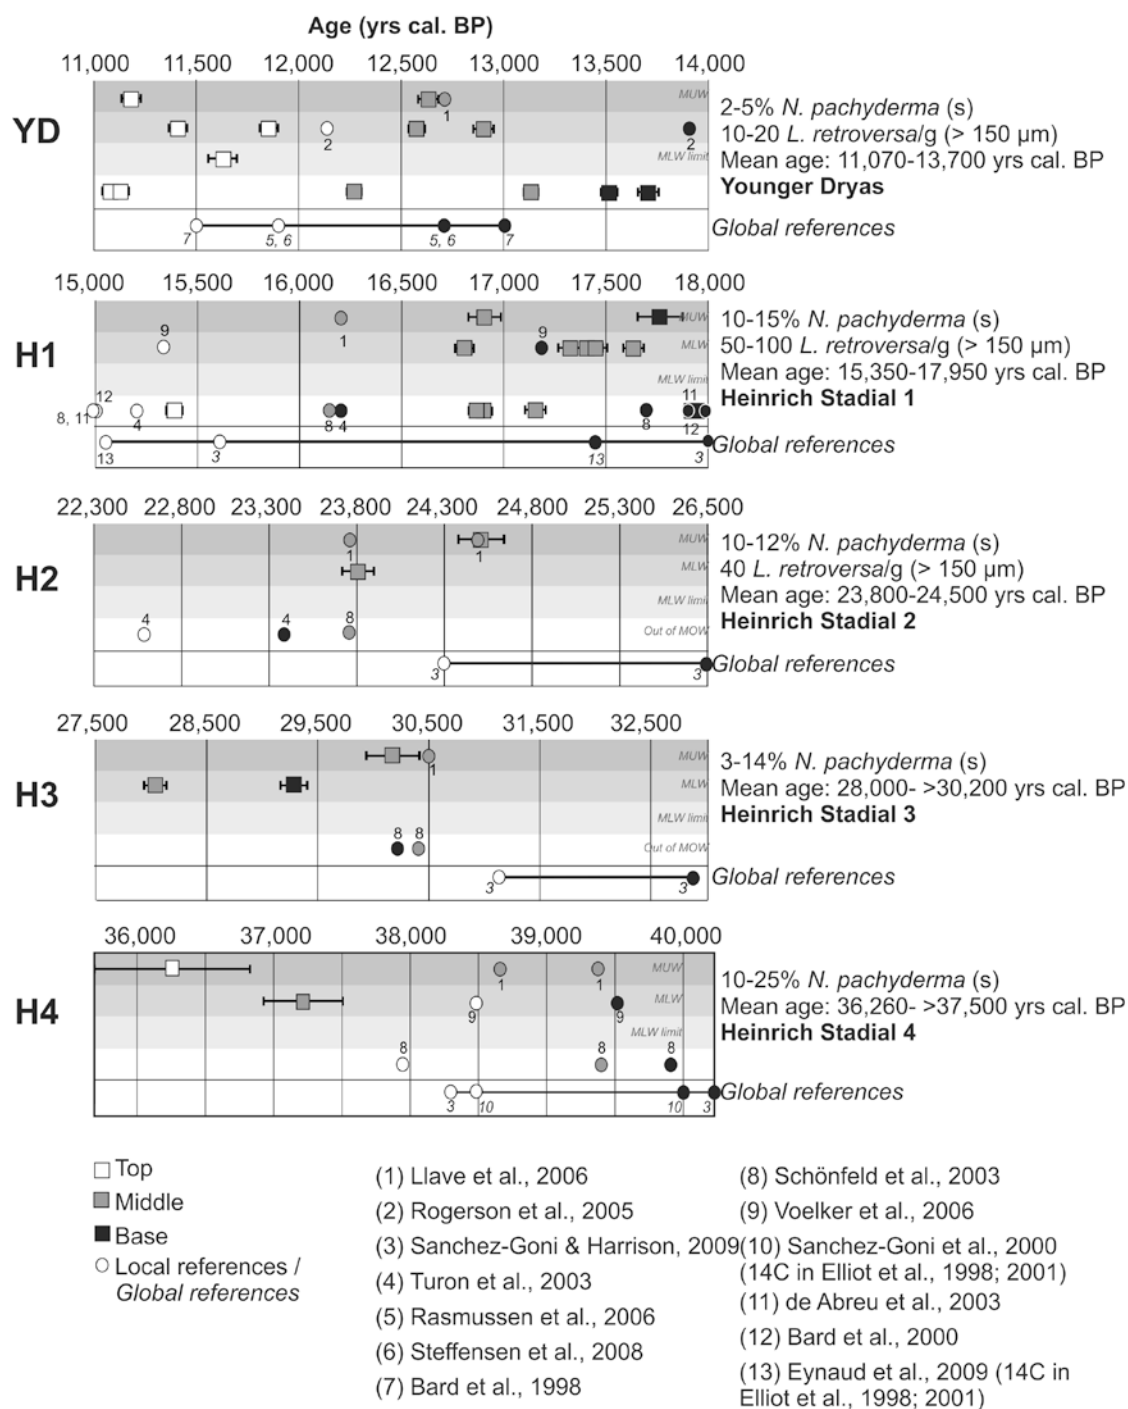 Age (yrs cal. BP)
11,000 11,500 12,000 12,500 13,000 13,500 14,000
YD
MUW
1
2
2
MLW limit
7
5, 6
5, 6
7
2-5% N. pachyderma (s)
10-20 L. retroversa/g (> 150 µm)
Mean age: 11,070-13,700 yrs cal. BP
Younger Dryas
Global references
15,000 15,500 16,000 16,500 17,000 17,500 18,000
H1
MUW
1
9
9
MLW
MLW limit
12
11
8, 11
4
8
4
8
12
13
3
13
3
10-15% N. pachyderma (s)
50-100 L. retroversa/g (> 150 µm)
Mean age: 15,350-17,950 yrs cal. BP
Heinrich Stadial 1
Global references
22,300 22,800 23,300 23,800 24,300 24,800 25,300 26,500
H2
MUW
1
1
MLW
MLW limit
4
4
8
Out of MOW
3
3
10-12% N. pachyderma (s)
40 L. retroversa/g (> 150 µm)
Mean age: 23,800-24,500 yrs cal. BP
Heinrich Stadial 2
Global references
27,500 28,500 29,500 30,500 31,500 32,500
H3
MUW
1
MLW
MLW limit
8
8
Out of MOW
3
3
3-14% N. pachyderma (s)
Mean age: 28,000- >30,200 yrs cal. BP
Heinrich Stadial 3
Global references
36,000 37,000 38,000 39,000 40,000
H4
MUW
1
1
MLW
9
9
MLW limit
8
8
8
3
10
10
3
10-25% N. pachyderma (s)
Mean age: 36,260- >37,500 yrs cal. BP
Heinrich Stadial 4
Global references
Top
Middle
Base
Local references /
Global references
(1) Llave et al., 2006
(2) Rogerson et al., 2005
(3) Sanchez-Goni & Harrison, 2009
(4) Turon et al., 2003
(5) Rasmussen et al., 2006
(6) Steffensen et al., 2008
(7) Bard et al., 1998
(8) Schönfeld et al., 2003
(9) Voelker et al., 2006
(10) Sanchez-Goni et al., 2000
(14C in Elliot et al., 1998; 2001)
(11) de Abreu et al., 2003
(12) Bard et al., 2000
(13) Eynaud et al., 2009 (14C in
Elliot et al., 1998; 2001)